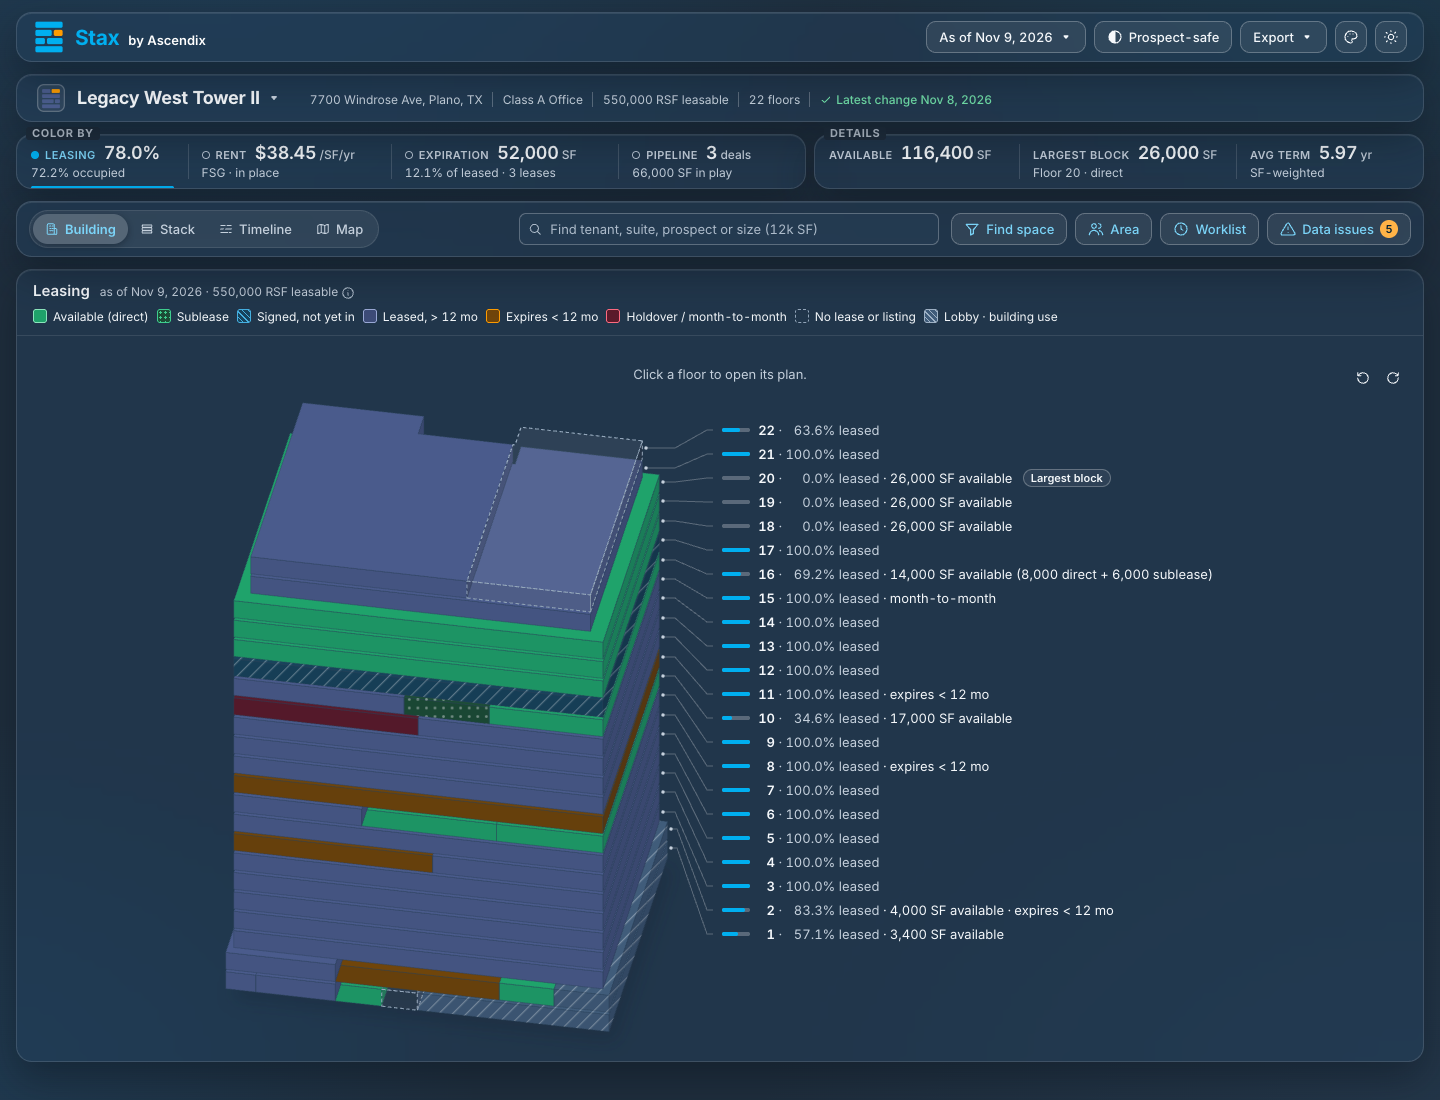 Stax by Ascendix
As of Nov 9, 2026
Prospect-safe
Export
Legacy West Tower II
7700 Windrose Ave, Plano, TX
Class A Office
550,000 RSF leasable
22 floors
Latest change Nov 8, 2026
COLOR BY
LEASING 78.0%
72.2% occupied
RENT $38.45 /SF/yr
FSG · in place
EXPIRATION 52,000 SF
12.1% of leased · 3 leases
PIPELINE 3 deals
66,000 SF in play
DETAILS
AVAILABLE 116,400 SF
LARGEST BLOCK 26,000 SF
Floor 20 · direct
AVG TERM 5.97 yr
SF-weighted
Building
Stack
Timeline
Map
Find tenant, suite, prospect or size (12k SF)
Find space
Area
Worklist
Data issues 5
Leasing as of Nov 9, 2026 · 550,000 RSF leasable
Available (direct)
Sublease
Signed, not yet in
Leased, > 12 mo
Expires < 12 mo
Holdover / month-to-month
No lease or listing
Lobby · building use
Click a floor to open its plan.
22 · 63.6% leased
21 · 100.0% leased
20 · 0.0% leased · 26,000 SF available Largest block
19 · 0.0% leased · 26,000 SF available
18 · 0.0% leased · 26,000 SF available
17 · 100.0% leased
16 · 69.2% leased · 14,000 SF available (8,000 direct + 6,000 sublease)
15 · 100.0% leased · month-to-month
14 · 100.0% leased
13 · 100.0% leased
12 · 100.0% leased
11 · 100.0% leased · expires < 12 mo
10 · 34.6% leased · 17,000 SF available
9 · 100.0% leased
8 · 100.0% leased · expires < 12 mo
7 · 100.0% leased
6 · 100.0% leased
5 · 100.0% leased
4 · 100.0% leased
3 · 100.0% leased
2 · 83.3% leased · 4,000 SF available · expires < 12 mo
1 · 57.1% leased · 3,400 SF available